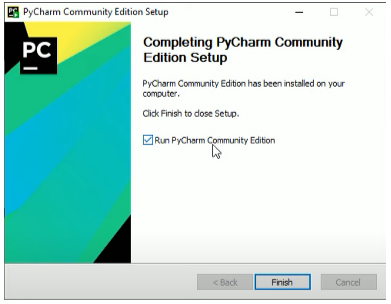 PyCharm Community Edition Setup
PC
Completing PyCharm Community
Edition Setup
PyCharm Community Edition has been installed on your
computer.
Click Finish to close Setup.
Run PyCharm Community Edition
< Back
Finish
Cancel